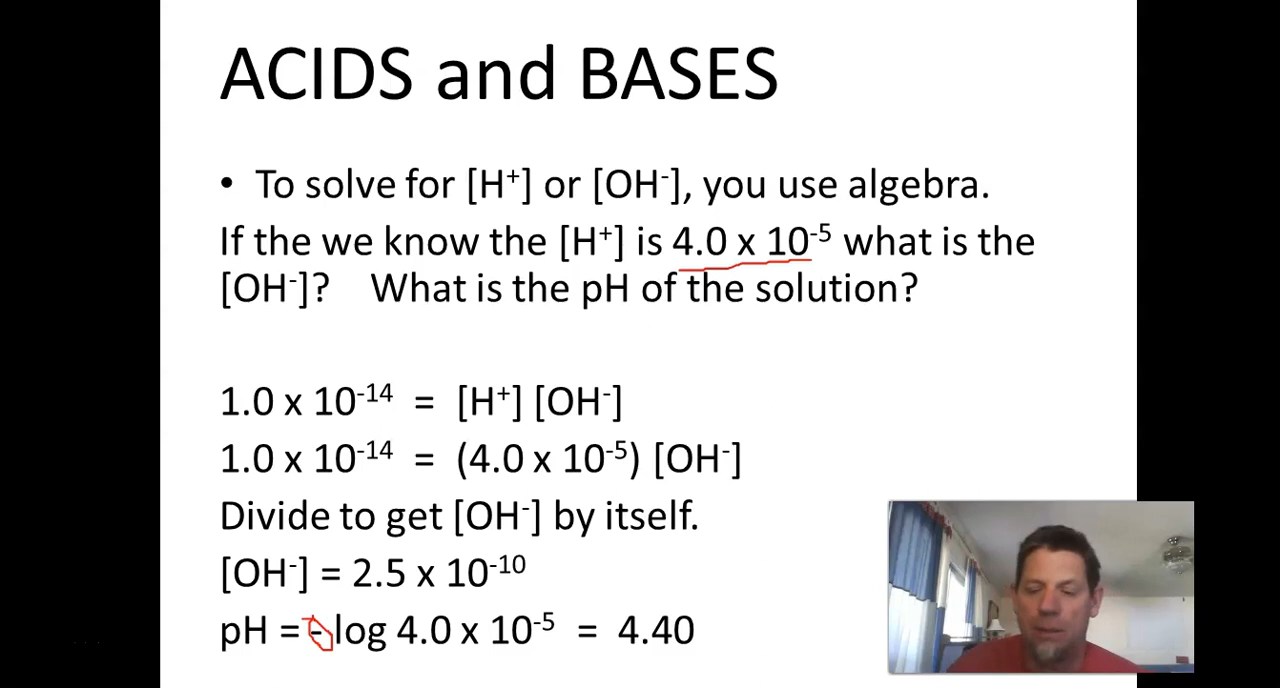 ACIDS and BASES
• To solve for [H⁺] or [OH⁻], you use algebra.
If the we know the [H⁺] is 4.0 x 10⁻⁵ what is the
[OH⁻]? What is the pH of the solution?
1.0 x 10⁻¹⁴ = [H⁺] [OH⁻]
1.0 x 10⁻¹⁴ = (4.0 x 10⁻⁵) [OH⁻]
Divide to get [OH⁻] by itself.
[OH⁻] = 2.5 x 10⁻¹⁰
pH = -log 4.0 x 10⁻⁵ = 4.40